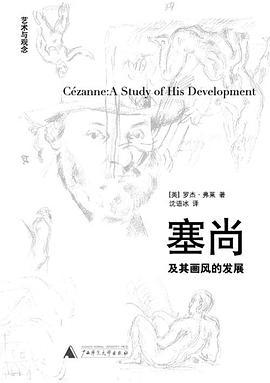 艺术与观念
Cézanne:A Study of His Development
[英] 罗杰·弗莱 著
沈语冰 译
塞尚
及其画风的发展
广西师范大学出版社